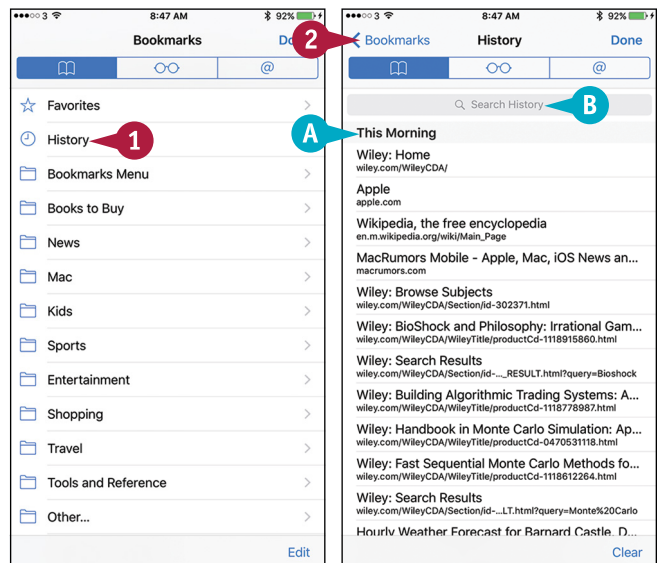 8:47 AM
92%
Bookmarks
Do
@
Favorites
History
1
Bookmarks Menu
Books to Buy
News
Mac
Kids
Sports
Entertainment
Shopping
Travel
Tools and Reference
Other...
Edit
8:47 AM
92%
2
Bookmarks
History
Done
@
Search History
B
A
This Morning
Wiley: Home
wiley.com/WileyCDA/
Apple
apple.com
Wikipedia, the free encyclopedia
en.m.wikipedia.org/wiki/Main_Page
MacRumors Mobile - Apple, Mac, iOS News an...
macrumors.com
Wiley: Browse Subjects
wiley.com/WileyCDA/Section/id-302371.html
Wiley: BioShock and Philosophy: Irrational Gam...
wiley.com/WileyCDA/WileyTitle/productCd-1118915860.html
Wiley: Search Results
wiley.com/WileyCDA/Section/id-..._RESULT.html?query=Bioshock
Wiley: Building Algorithmic Trading Systems: A...
wiley.com/WileyCDA/WileyTitle/productCd-1118778987.html
Wiley: Handbook in Monte Carlo Simulation: Ap...
wiley.com/WileyCDA/WileyTitle/productCd-0470531118.html
Wiley: Fast Sequential Monte Carlo Methods fo...
wiley.com/WileyCDA/WileyTitle/productCd-1118612264.html
Wiley: Search Results
wiley.com/WileyCDA/Section/id-...LT.html?query=Monte%20Carlo
Hourly Weather Forecast for Barnard Castle, D...
Clear